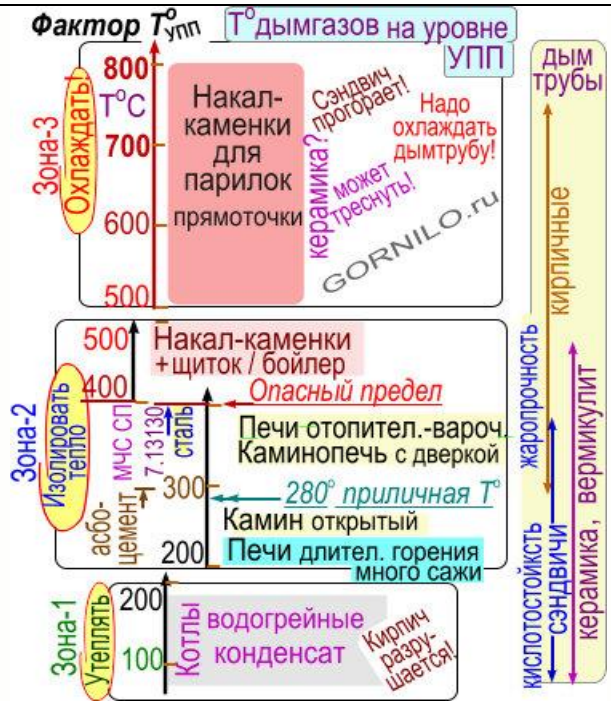 Фактор T°УПП
T°дымгазов на уровне
УПП
дым
трубы
Зона-3
Охлаждать!
800
T°C
700
600
500
Накал-
каменки
для
парилок
прямоточки
керамика?
может
треснуть!
Сэндвич
прогорает!
Надо
охлаждать
дымтрубу!
GORNILO.ru
Зона-2
Изолировать
тепло
500
400
Накал-каменки
+щиток / бойлер
Опасный предел
МЧС СП
7.13130
сталь
асбо-
цемент
300
200
Печи отопител.-вароч.
Каминопечь с дверкой
280° приличная T°
Камин открытый
Печи длител. горения
много сажи
Зона-1
Утеплять
200
100
Котлы
водогрейные
конденсат
Кирпич
разру-
шается!
кирпичные
жаропрочность
кислотостойксть
сэндвичи
керамика, вермикулит